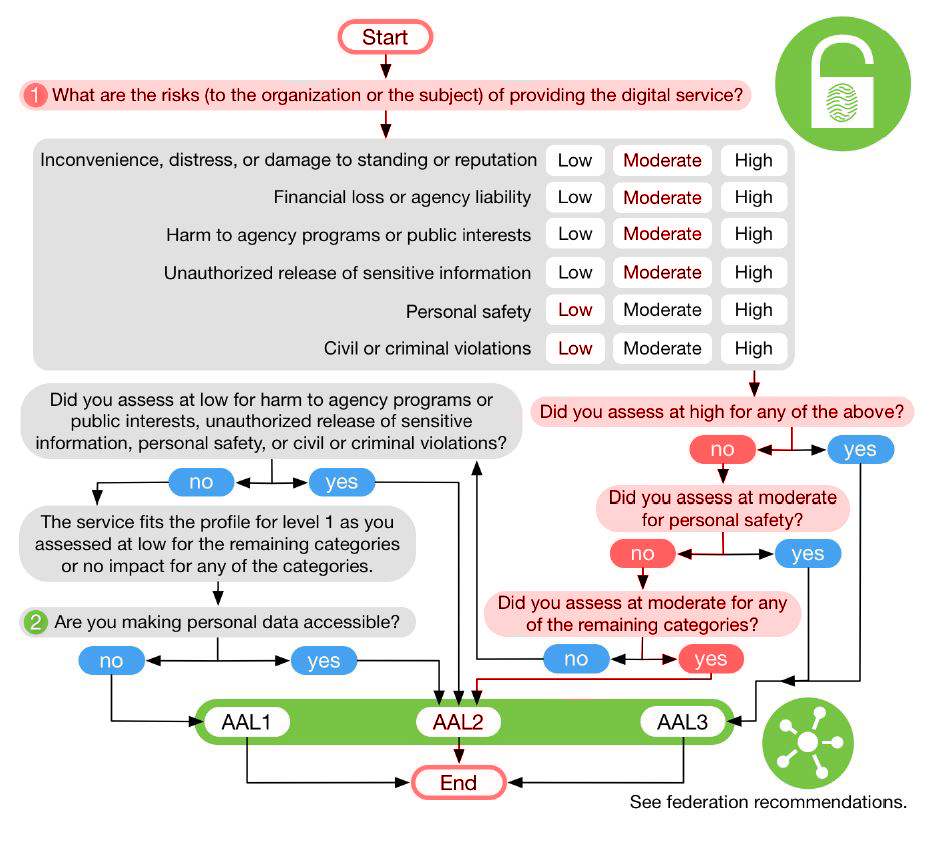 Start
1 What are the risks (to the organization or the subject) of providing the digital service?
Inconvenience, distress, or damage to standing or reputation Low Moderate High
Financial loss or agency liability Low Moderate High
Harm to agency programs or public interests Low Moderate High
Unauthorized release of sensitive information Low Moderate High
Personal safety Low Moderate High
Civil or criminal violations Low Moderate High
Did you assess at high for any of the above?
no yes
Did you assess at moderate
for personal safety?
no yes
Did you assess at moderate for any
of the remaining categories?
no yes
Did you assess at low for harm to agency programs or
public interests, unauthorized release of sensitive
information, personal safety, or civil or criminal violations?
no yes
The service fits the profile for level 1 as you
assessed at low for the remaining categories
or no impact for any of the categories.
2 Are you making personal data accessible?
no yes
AAL1 AAL2 AAL3
End
See federation recommendations.